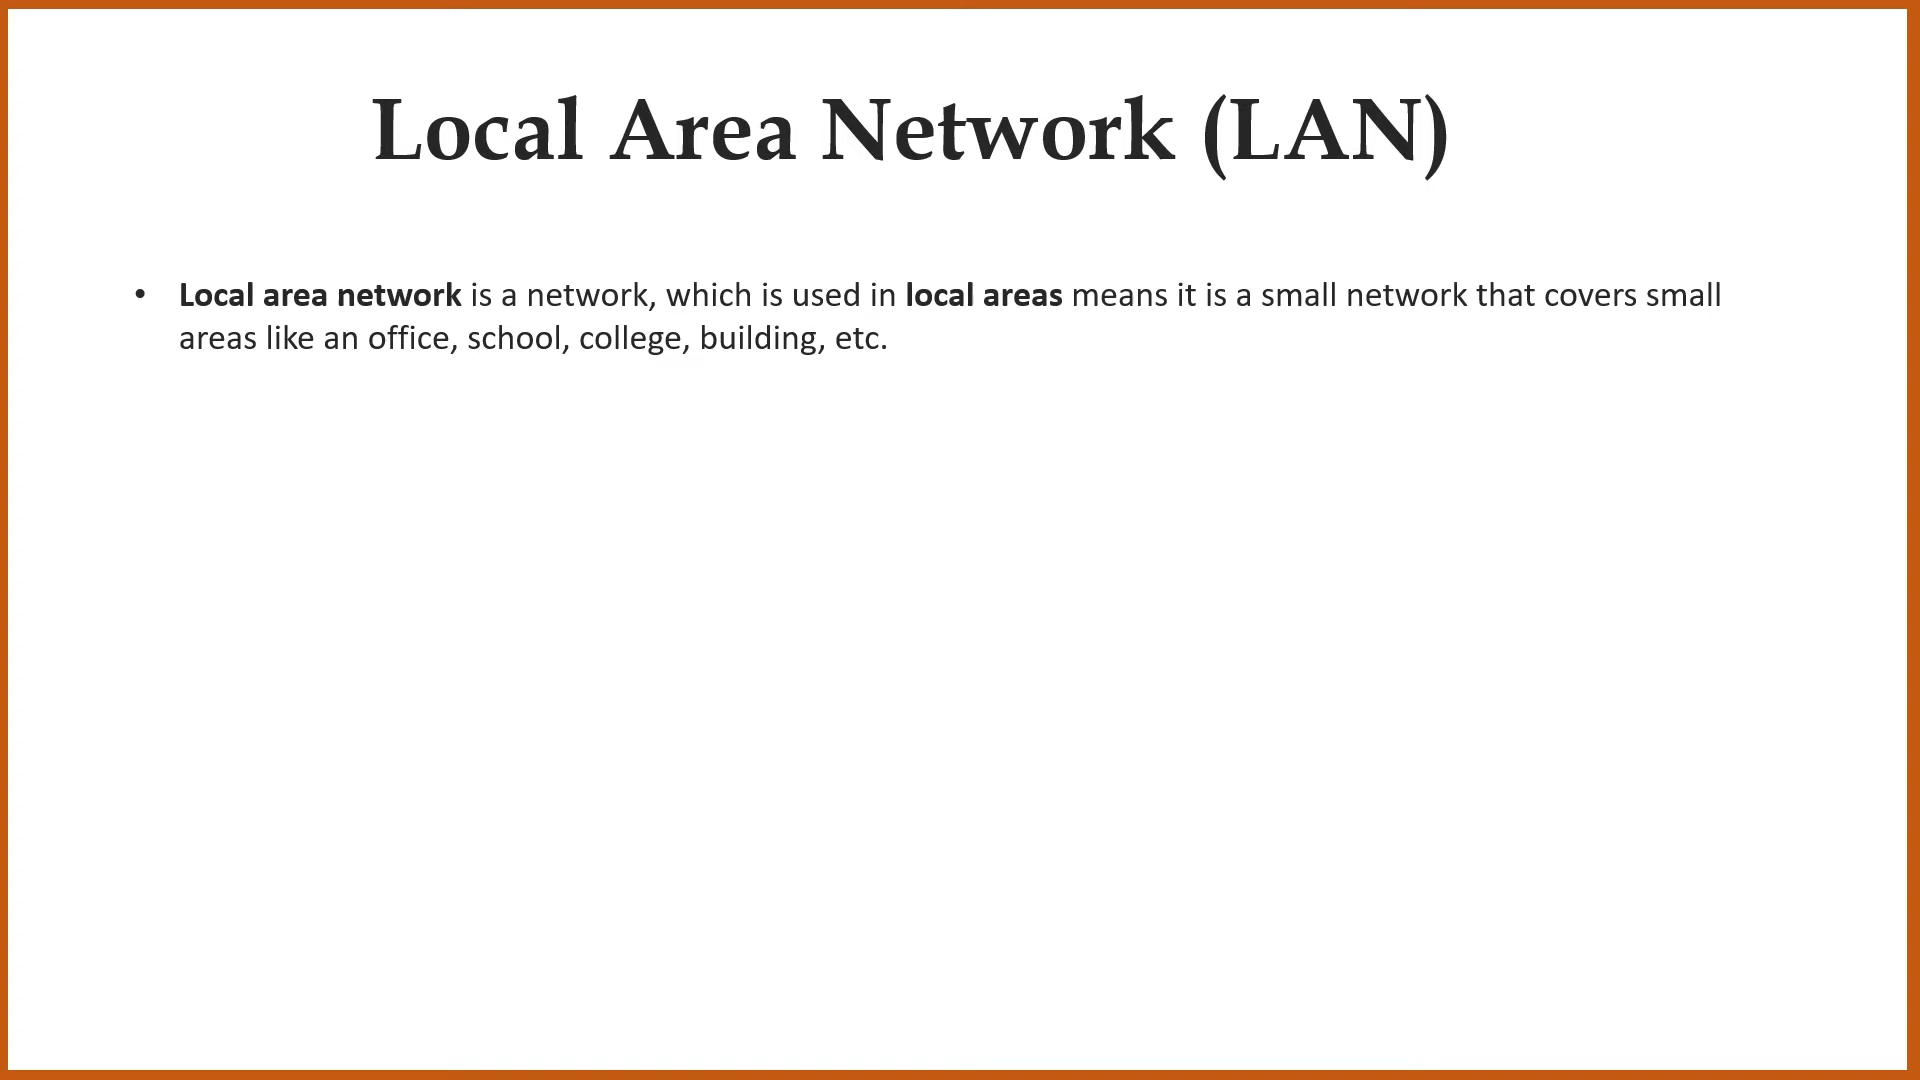 Local Area Network (LAN)
• Local area network is a network, which is used in local areas means it is a small network that covers small
areas like an office, school, college, building, etc.